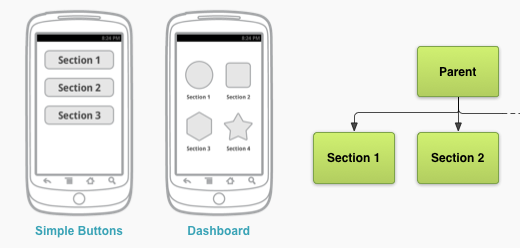 8:24 PM
Section 1
Section 2
Section 3
Simple Buttons
8:24 PM
Section 1 Section 2
Section 3 Section 4
Dashboard
Parent
Section 1 Section 2